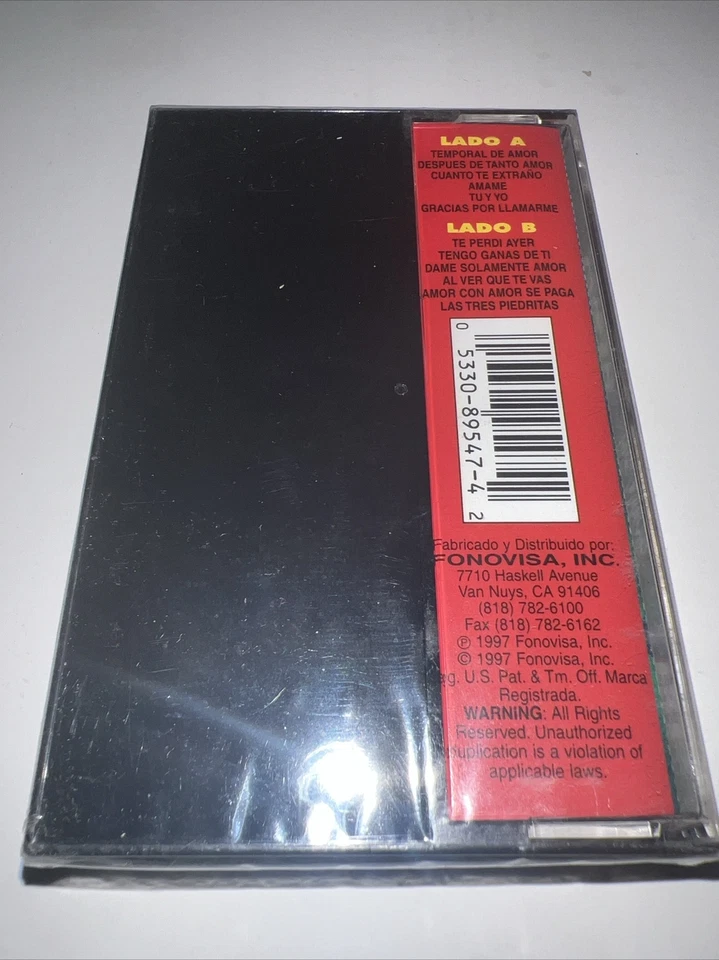 LADO A
TEMPORAL DE AMOR
DESPUES DE TANTO AMOR
CUANTO TE EXTRAÑO
AMAME
TU Y YO
GRACIAS POR LLAMARME
LADO B
TE PERDI AYER
TENGO GANAS DE TI
DAME SOLAMENTE AMOR
AL VER QUE TE VAS
AMOR CON AMOR SE PAGA
LAS TRES PIEDRITAS
0 5330-89547-4 2
Fabricado y Distribuido por:
FONOVISA, INC.
7710 Haskell Avenue
Van Nuys, CA 91406
(818) 782-6100
Fax (818) 782-6162
℗ 1997 Fonovisa, Inc.
© 1997 Fonovisa, Inc.
U.S. Pat. & Tm. Off. Marca
Registrada.
WARNING: All Rights
Reserved. Unauthorized
is a violation of
applicable laws.